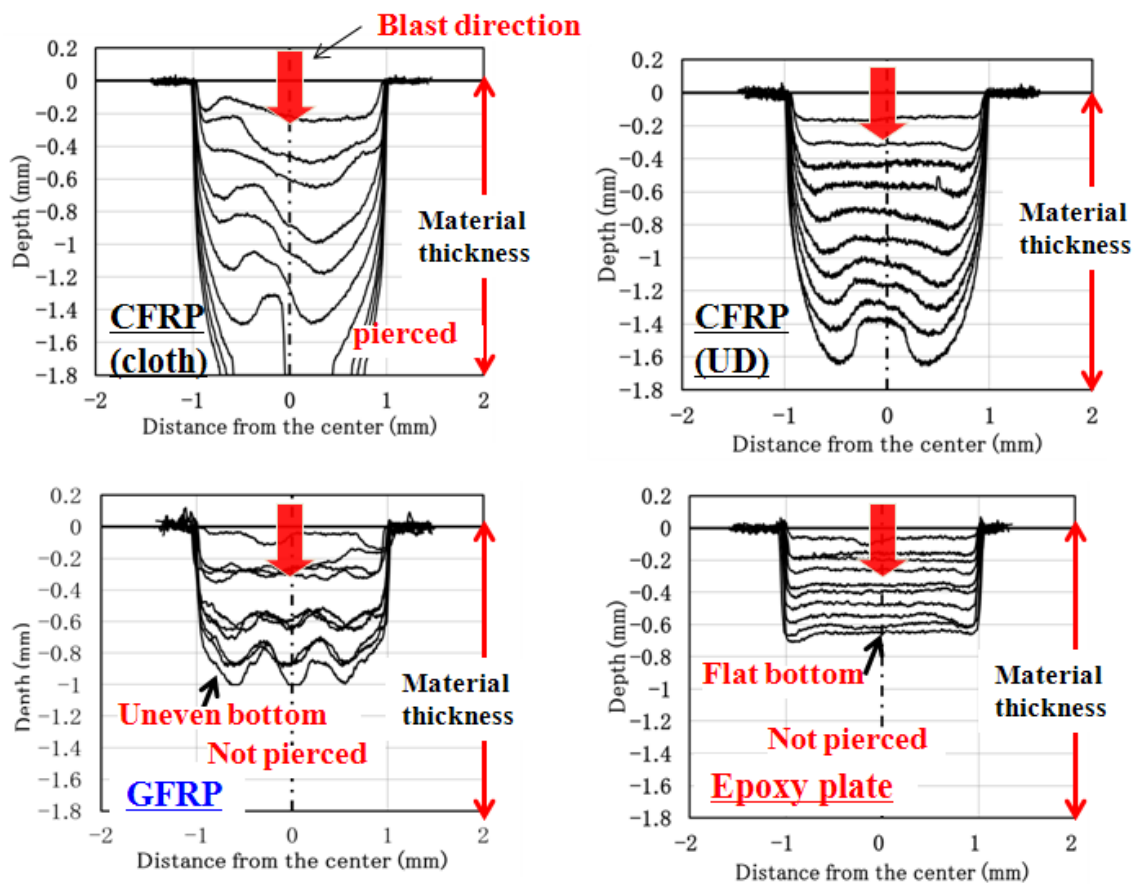 Blast direction
0.2
0
−0.2
−0.4
−0.6
−0.8
−1
−1.2
−1.4
−1.6
−1.8
Depth (mm)
Material
thickness
CFRP
(cloth)
pierced
−2
−1
0
1
2
Distance from the center (mm)
0.2
0
−0.2
−0.4
−0.6
−0.8
−1
−1.2
−1.4
−1.6
−1.8
Depth (mm)
Material
thickness
CFRP
(UD)
−2
−1
0
1
2
Distance from the center (mm)
0.2
0
−0.2
−0.4
−0.6
−0.8
−1
−1.2
−1.4
−1.6
−1.8
Depth (mm)
Material
thickness
Uneven bottom
Not pierced
GFRP
−2
−1
0
1
2
Distance from the center (mm)
0.2
0
−0.2
−0.4
−0.6
−0.8
−1
−1.2
−1.4
−1.6
−1.8
Depth (mm)
Flat bottom
Material
thickness
Not pierced
Epoxy plate
−2
−1
0
1
2
Distance from the center (mm)